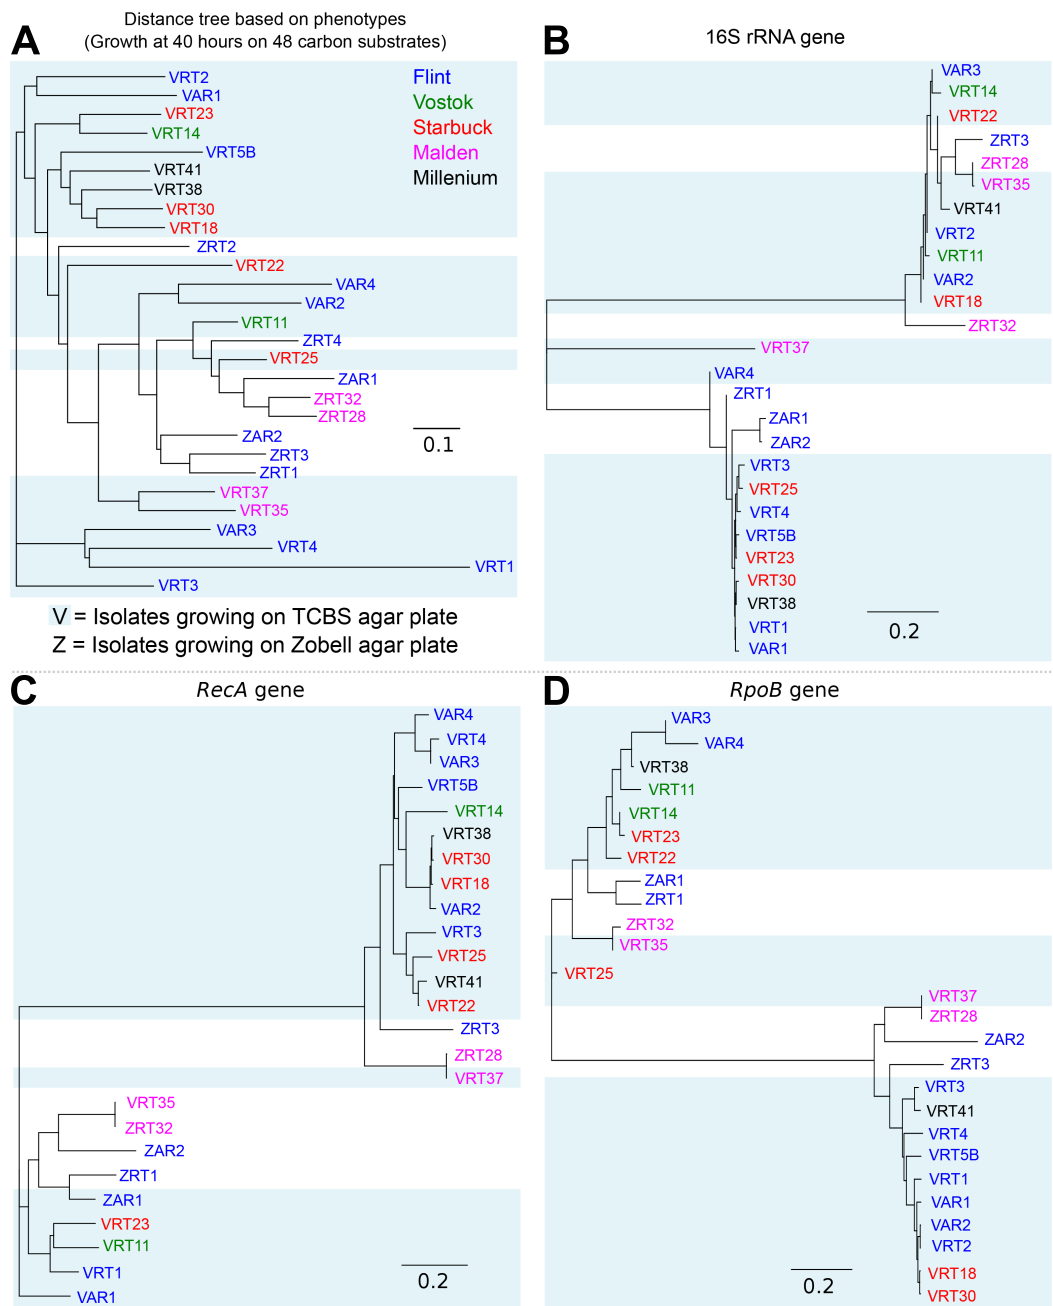 A
Distance tree based on phenotypes
(Growth at 40 hours on 48 carbon substrates)
VRT2
VAR1
VRT23
VRT14
VRT5B
VRT41
VRT38
VRT30
VRT18
ZRT2
VRT22
VAR4
VAR2
VRT11
ZRT4
VRT25
ZAR1
ZRT32
ZRT28
ZAR2
ZRT3
ZRT1
VRT37
VRT35
VAR3
VRT4
VRT1
VRT3
Flint
Vostok
Starbuck
Malden
Millenium
0.1
V = Isolates growing on TCBS agar plate
Z = Isolates growing on Zobell agar plate
B
16S rRNA gene
VAR3
VRT14
VRT22
ZRT3
ZRT28
VRT35
VRT41
VRT2
VRT11
VAR2
VRT18
ZRT32
VRT37
VAR4
ZRT1
ZAR1
ZAR2
VRT3
VRT25
VRT4
VRT5B
VRT23
VRT30
VRT38
VRT1
VAR1
0.2
C
RecA gene
VAR4
VRT4
VAR3
VRT5B
VRT14
VRT38
VRT30
VRT18
VAR2
VRT3
VRT25
VRT41
VRT22
ZRT3
ZRT28
VRT37
VRT35
ZRT32
ZAR2
ZRT1
ZAR1
VRT23
VRT11
VRT1
VAR1
0.2
D
RpoB gene
VAR3
VAR4
VRT38
VRT11
VRT14
VRT23
VRT22
ZAR1
ZRT1
ZRT32
VRT35
VRT25
VRT37
ZRT28
ZAR2
ZRT3
VRT3
VRT41
VRT4
VRT5B
VRT1
VAR1
VAR2
VRT2
VRT18
VRT30
0.2